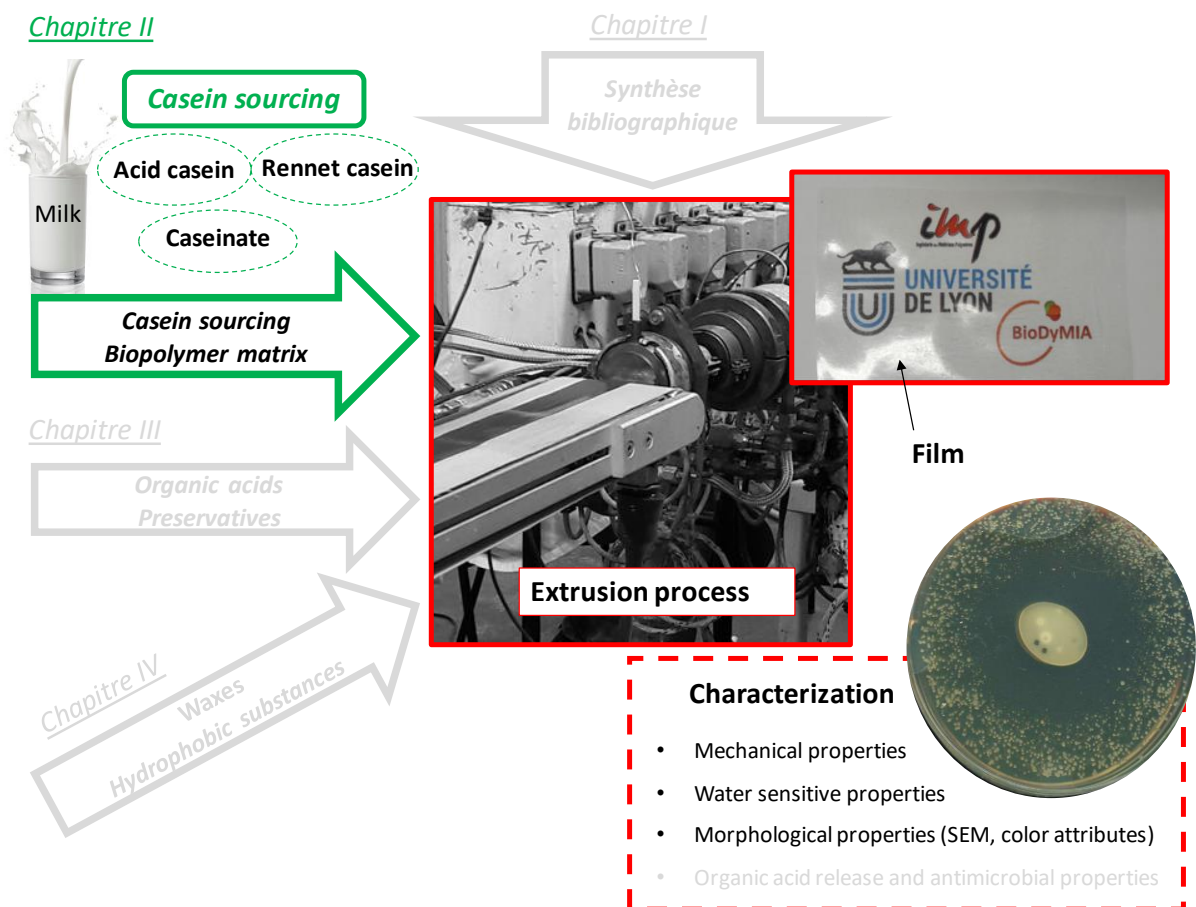 Chapitre II
Chapitre I
Casein sourcing
Synthèse
bibliographique
Acid casein
Rennet casein
Milk
Caseinate
imp
UNIVERSITÉ
DE LYON
BioDyMIA
Casein sourcing
Biopolymer matrix
Chapitre III
Film
Organic acids
Preservatives
Extrusion process
Chapitre IV
Waxes
Hydrophobic substances
Characterization
• Mechanical properties
• Water sensitive properties
• Morphological properties (SEM, color attributes)
• Organic acid release and antimicrobial properties